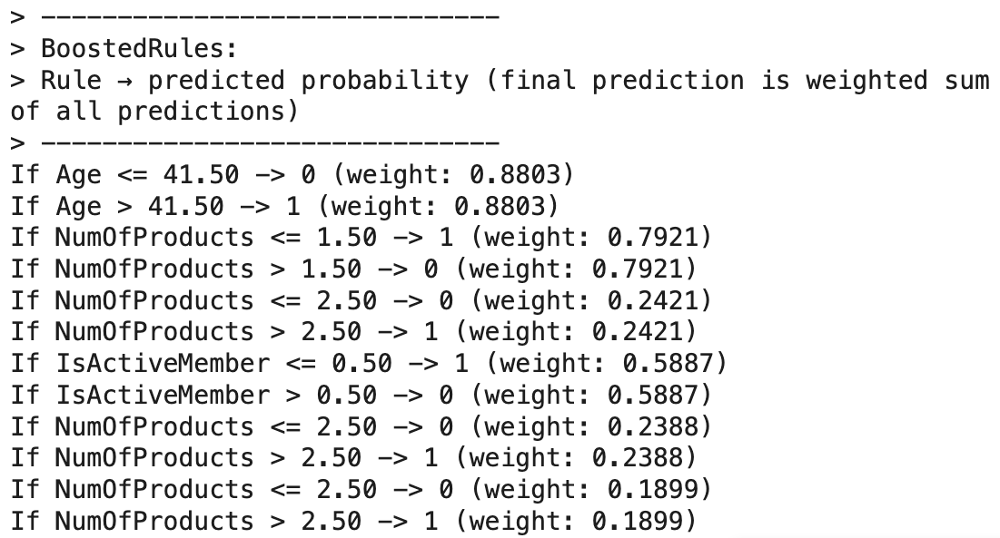 > ------------------------------
> BoostedRules:
> Rule → predicted probability (final prediction is weighted sum
of all predictions)
> ------------------------------
If Age <= 41.50 -> 0 (weight: 0.8803)
If Age > 41.50 -> 1 (weight: 0.8803)
If NumOfProducts <= 1.50 -> 1 (weight: 0.7921)
If NumOfProducts > 1.50 -> 0 (weight: 0.7921)
If NumOfProducts <= 2.50 -> 0 (weight: 0.2421)
If NumOfProducts > 2.50 -> 1 (weight: 0.2421)
If IsActiveMember <= 0.50 -> 1 (weight: 0.5887)
If IsActiveMember > 0.50 -> 0 (weight: 0.5887)
If NumOfProducts <= 2.50 -> 0 (weight: 0.2388)
If NumOfProducts > 2.50 -> 1 (weight: 0.2388)
If NumOfProducts <= 2.50 -> 0 (weight: 0.1899)
If NumOfProducts > 2.50 -> 1 (weight: 0.1899)